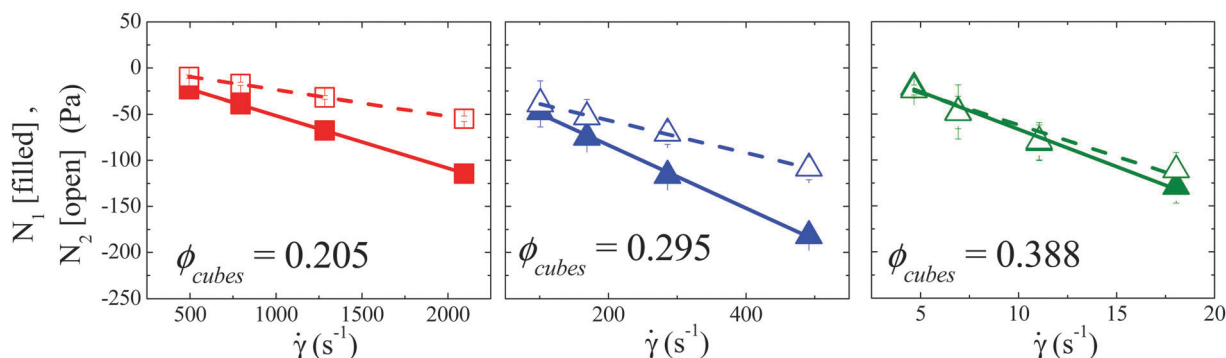 N₁ [filled] ,
N₂ [open] (Pa)
50
0
-50
-100
-150
-200
-250
ϕcubes = 0.205
500 1000 1500 2000
γ̇ (s⁻¹)
ϕcubes = 0.295
200 400
γ̇ (s⁻¹)
ϕcubes = 0.388
5 10 15 20
γ̇ (s⁻¹)